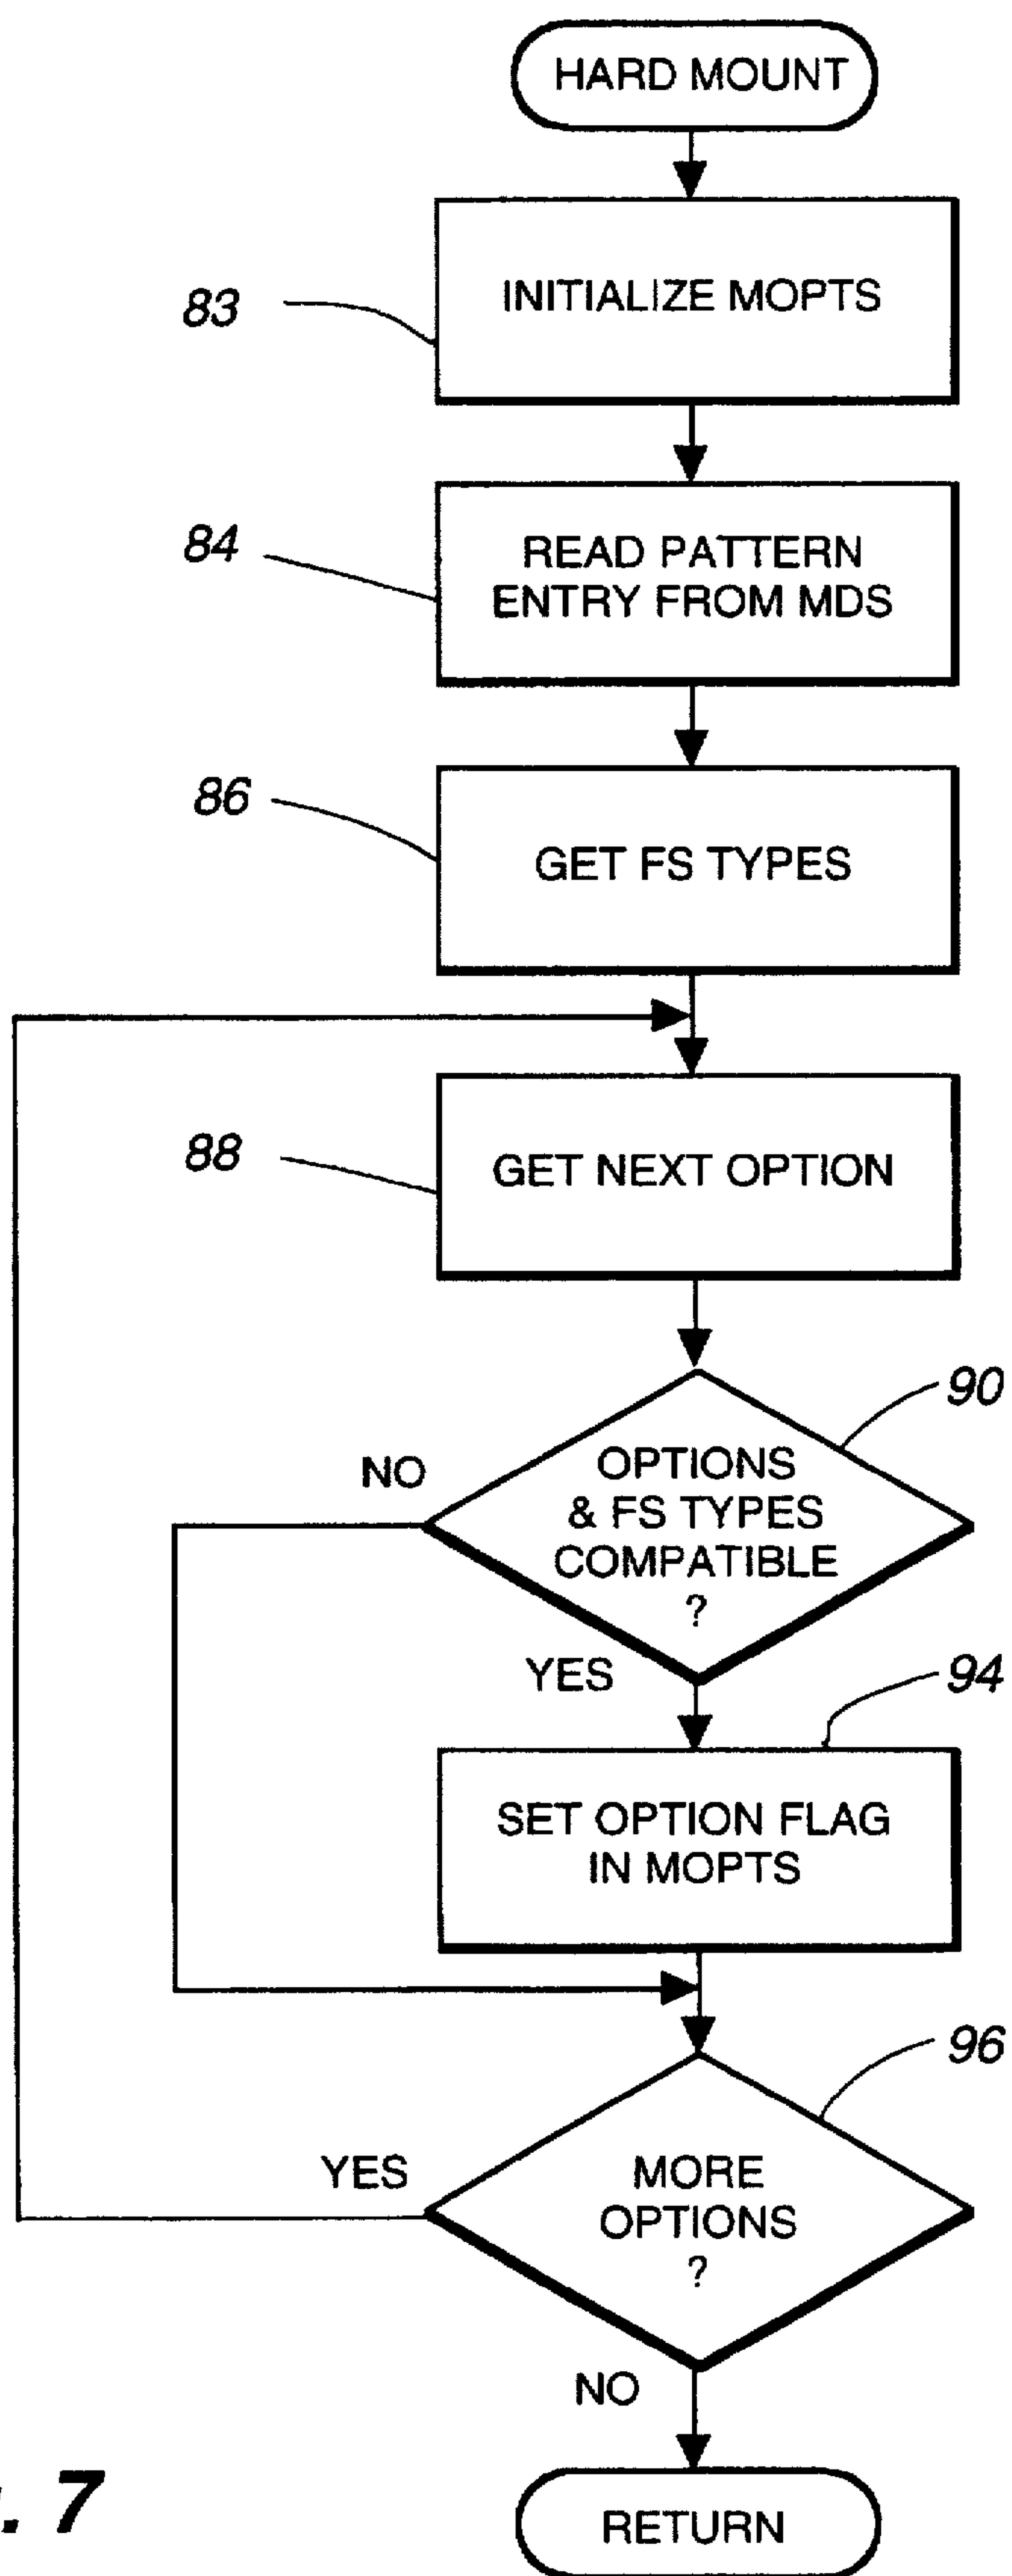 HARD MOUNT
83
INITIALIZE MOPTS
84
READ PATTERN
ENTRY FROM MDS
86
GET FS TYPES
88
GET NEXT OPTION
90
NO
OPTIONS
& FS TYPES
COMPATIBLE
?
YES
94
SET OPTION FLAG
IN MOPTS
96
YES
MORE
OPTIONS
?
NO
. 7
RETURN